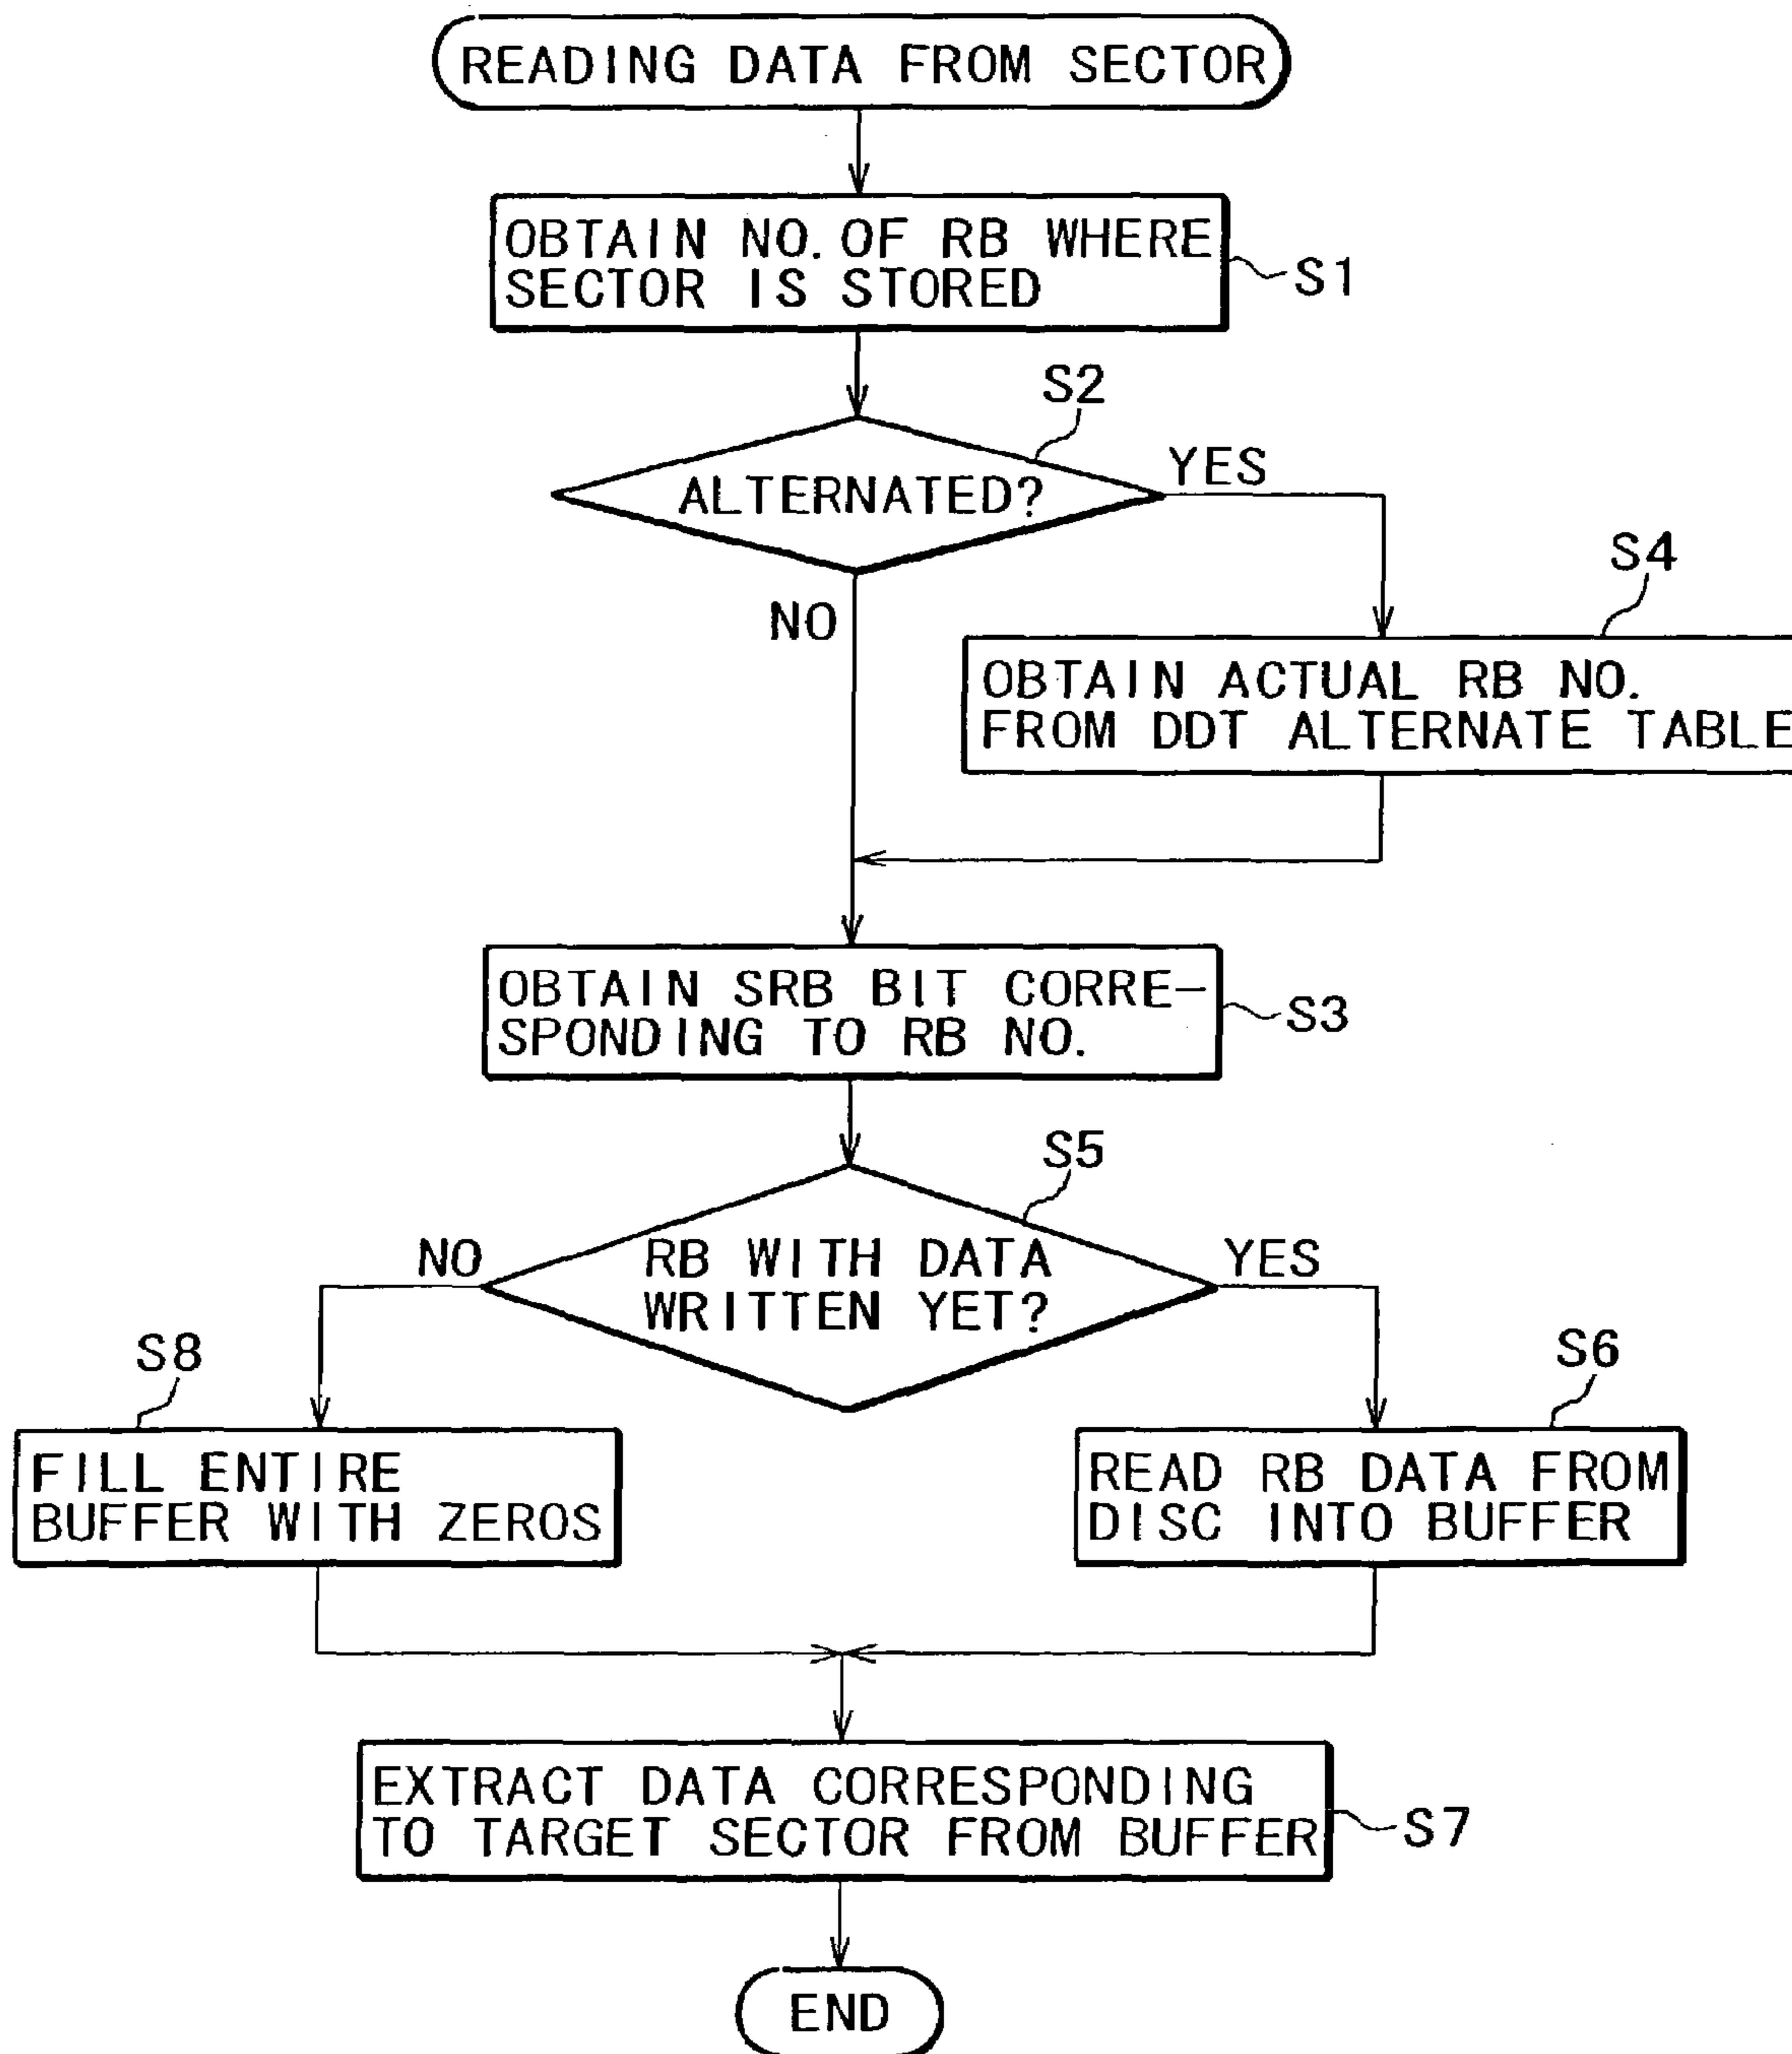 READING DATA FROM SECTOR
OBTAIN NO. OF RB WHERE
SECTOR IS STORED
S1
S2
ALTERNATED?
YES
NO
S4
OBTAIN ACTUAL RB NO.
FROM DDT ALTERNATE TABLE
OBTAIN SRB BIT CORRE-
SPONDING TO RB NO.
S3
S5
RB WITH DATA
WRITTEN YET?
NO
YES
S8
FILL ENTIRE
BUFFER WITH ZEROS
S6
READ RB DATA FROM
DISC INTO BUFFER
EXTRACT DATA CORRESPONDING
TO TARGET SECTOR FROM BUFFER
S7
END